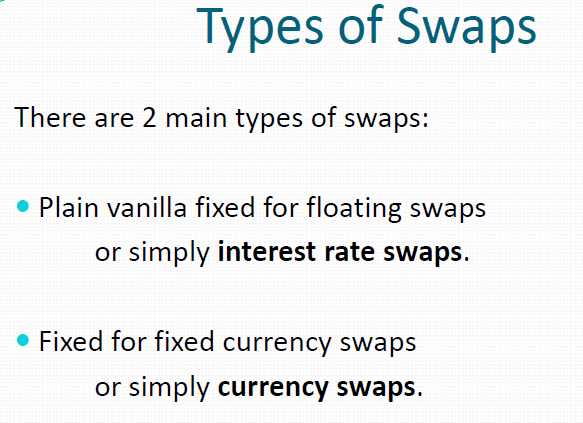 Types of Swaps
There are 2 main types of swaps:
• Plain vanilla fixed for floating swaps
or simply interest rate swaps.
• Fixed for fixed currency swaps
or simply currency swaps.